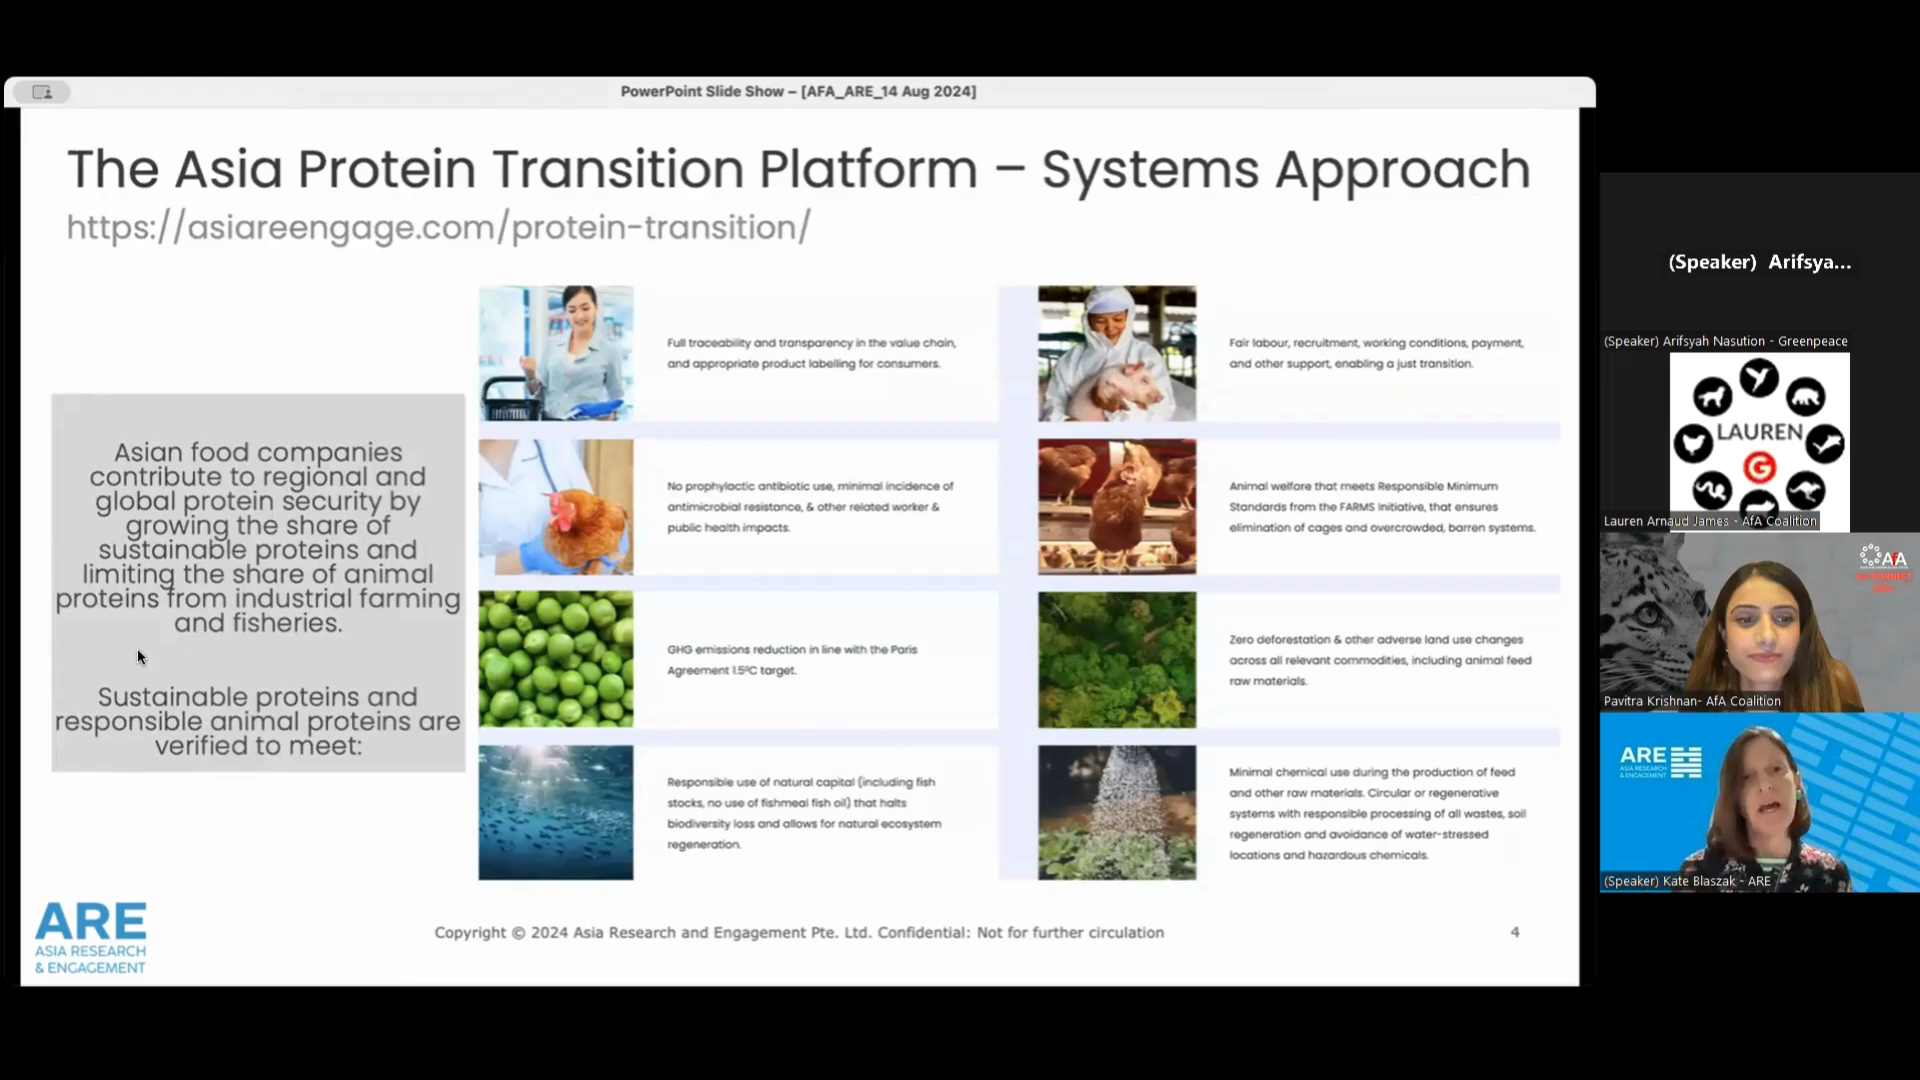 PowerPoint Slide Show – [AFA_ARE_14 Aug 2024]
The Asia Protein Transition Platform – Systems Approach
https://asiareengage.com/protein-transition/
Asian food companies
contribute to regional and
global protein security by
growing the share of
sustainable proteins and
limiting the share of animal
proteins from industrial farming
and fisheries.
Sustainable proteins and
responsible animal proteins are
verified to meet:
Full traceability and transparency in the value chain,
and appropriate product labelling for consumers.
Fair labour, recruitment, working conditions, payment,
and other support, enabling a just transition.
No prophylactic antibiotic use, minimal incidence of
antimicrobial resistance, & other related worker &
public health impacts.
Animal welfare that meets Responsible Minimum
Standards from the FARMS Initiative, that ensures
elimination of cages and overcrowded, barren systems.
GHG emissions reduction in line with the Paris
Agreement 1.5ºC target.
Zero deforestation & other adverse land use changes
across all relevant commodities, including animal feed
raw materials.
Responsible use of natural capital (including fish
stocks, no use of fishmeal fish oil) that halts
biodiversity loss and allows for natural ecosystem
regeneration.
Minimal chemical use during the production of feed
and other raw materials. Circular or regenerative
systems with responsible processing of all wastes, soil
regeneration and avoidance of water-stressed
locations and hazardous chemicals.
ARE
ASIA RESEARCH
& ENGAGEMENT
Copyright © 2024 Asia Research and Engagement Pte. Ltd. Confidential: Not for further circulation
4
(Speaker) Arifsya...
(Speaker) Arifsyah Nasution - Greenpeace
LAUREN
G
Lauren Arnaud James - AfA Coalition
AfA
Pavitra Krishnan- AfA Coalition
ARE
ASIA RESEARCH
& ENGAGEMENT
(Speaker) Kate Blaszak - ARE